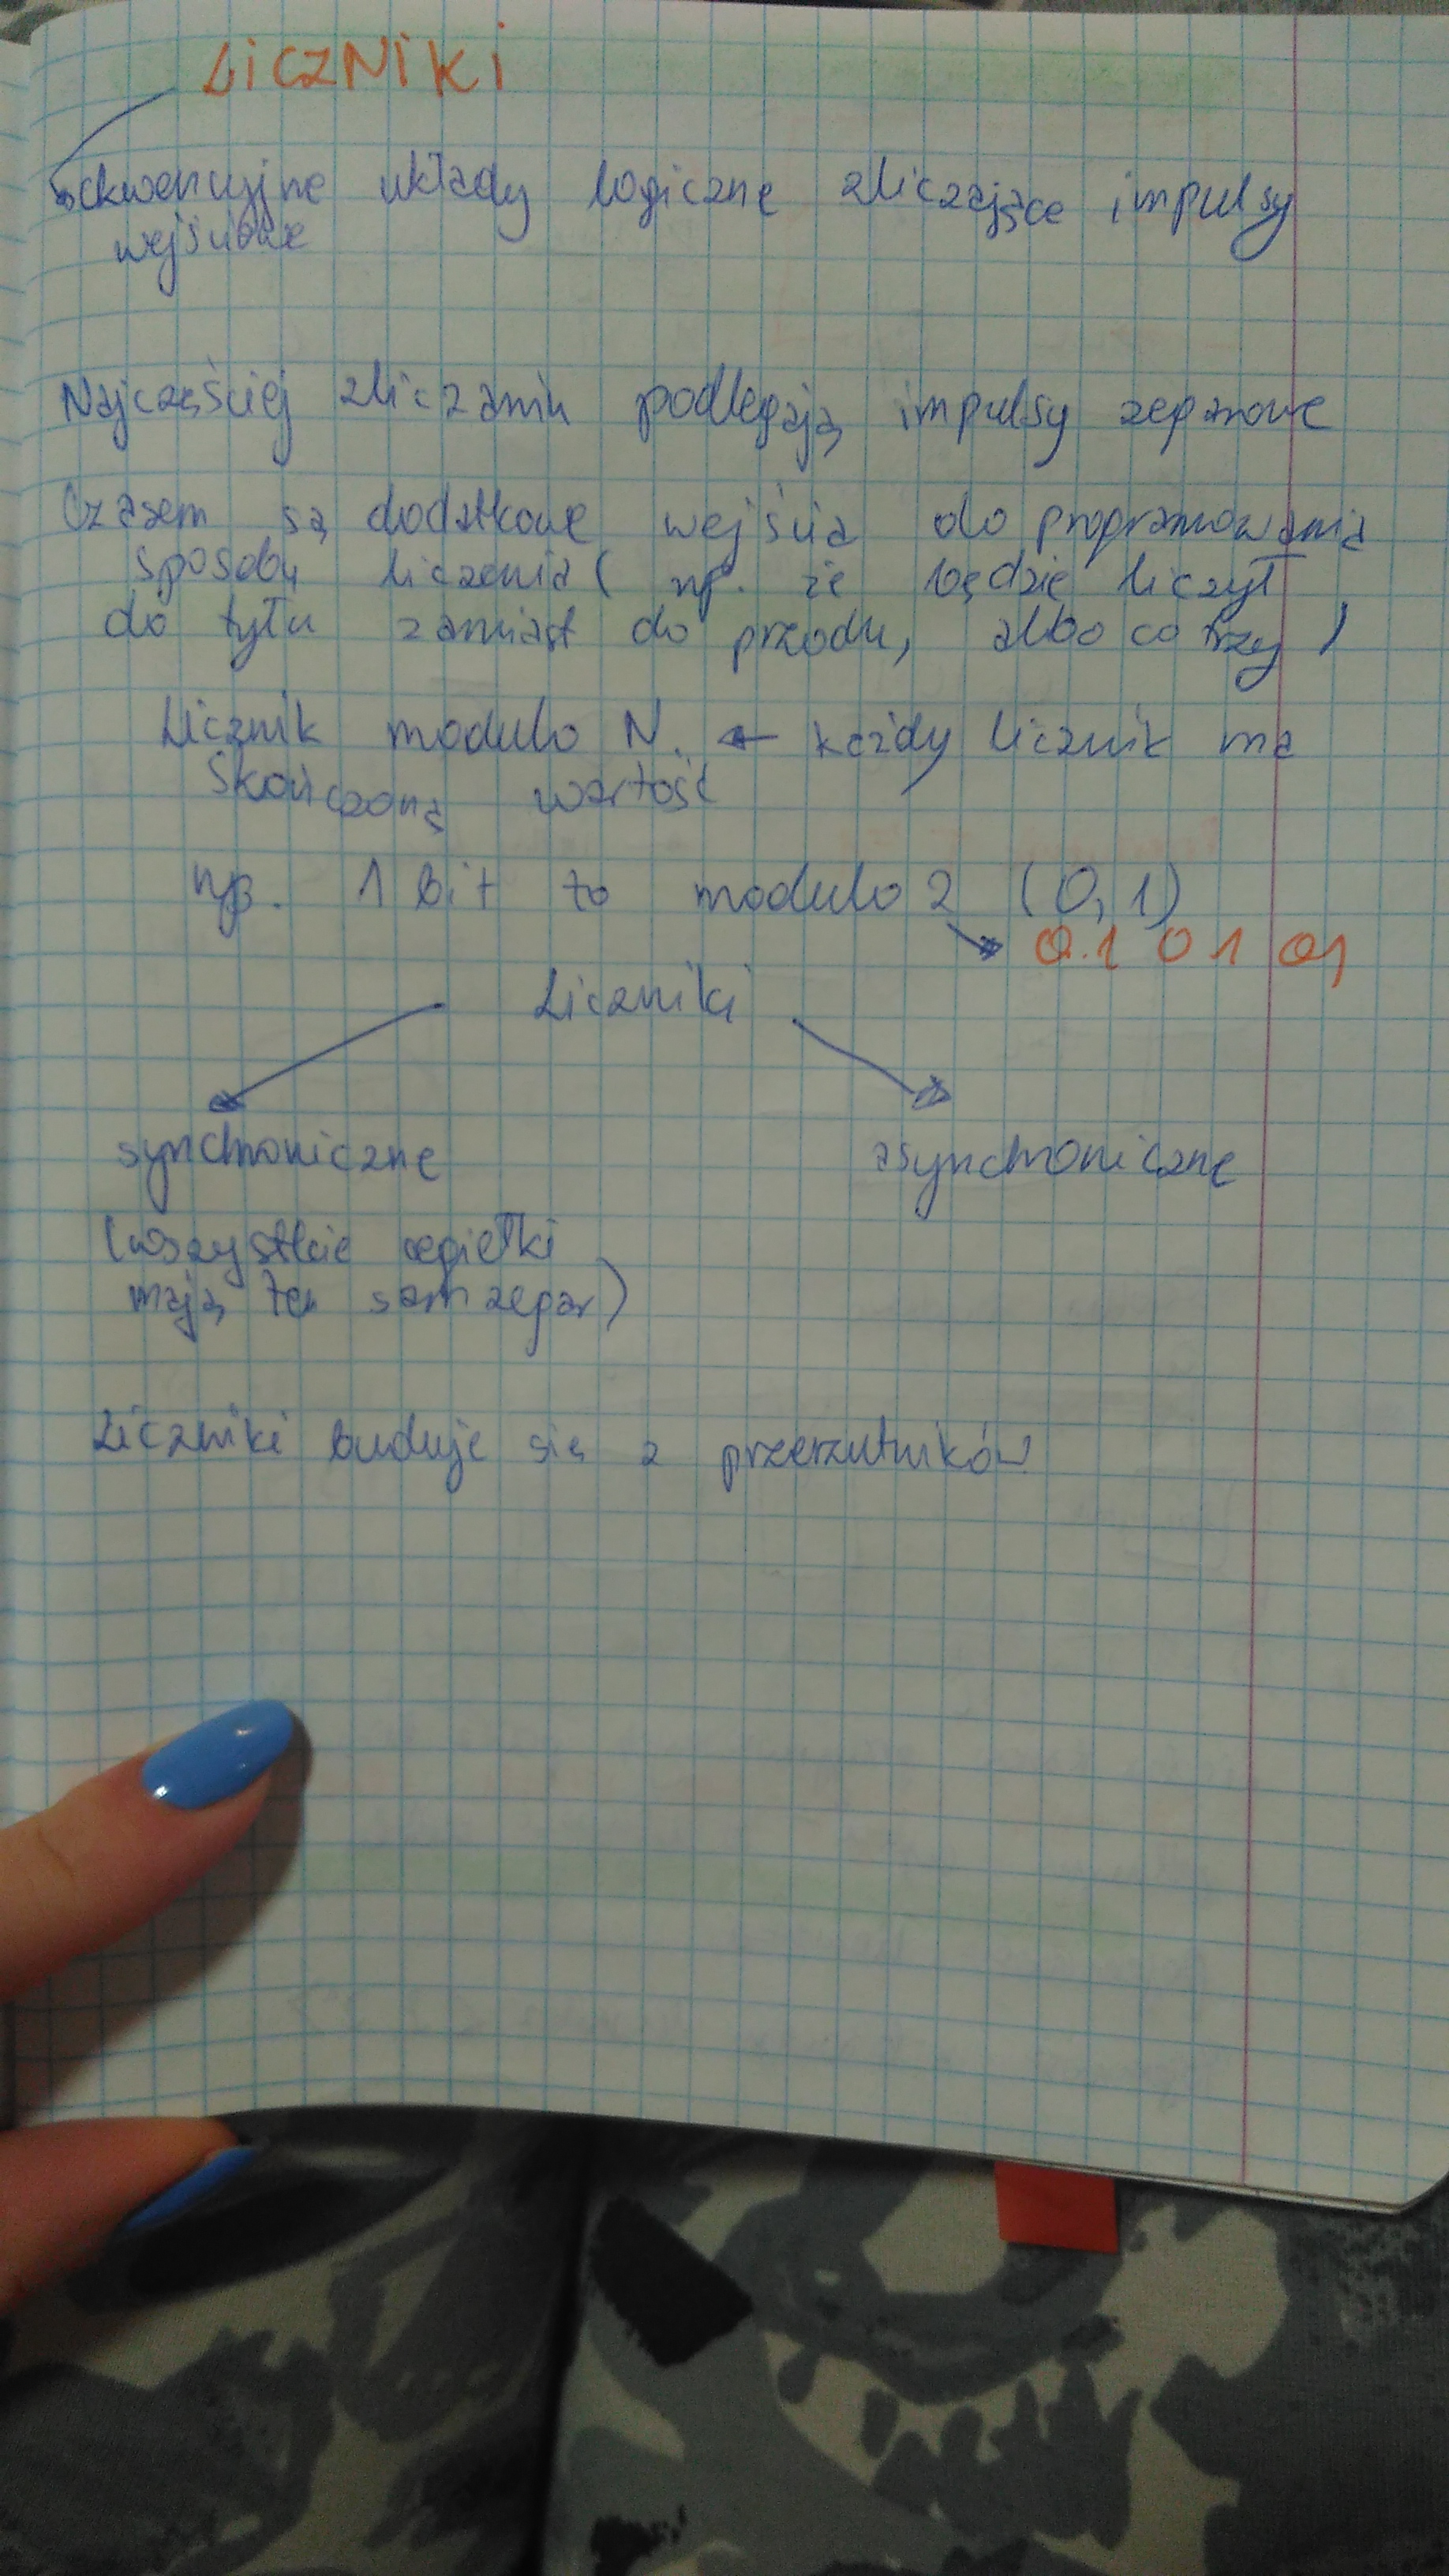 LICZNIKI
sekwencyjne układy logiczne zliczające impulsy
wejściowe
Najczęściej zliczaniu podlegają impulsy zegarowe
Czasem są dodatkowe wejścia do programowania
sposobu liczenia ( np. że będzie liczył
do tyłu zamiast do przodu, albo co trzy )
Licznik modulo N. ← każdy licznik ma
skończoną wartość
np. 1 bit to modulo 2 (0,1)
0 1 0 1 01
Liczniki
synchroniczne asynchroniczne
(wszystkie cegiełki
mają ten sam zegar)
Liczniki buduje się z przerzutników